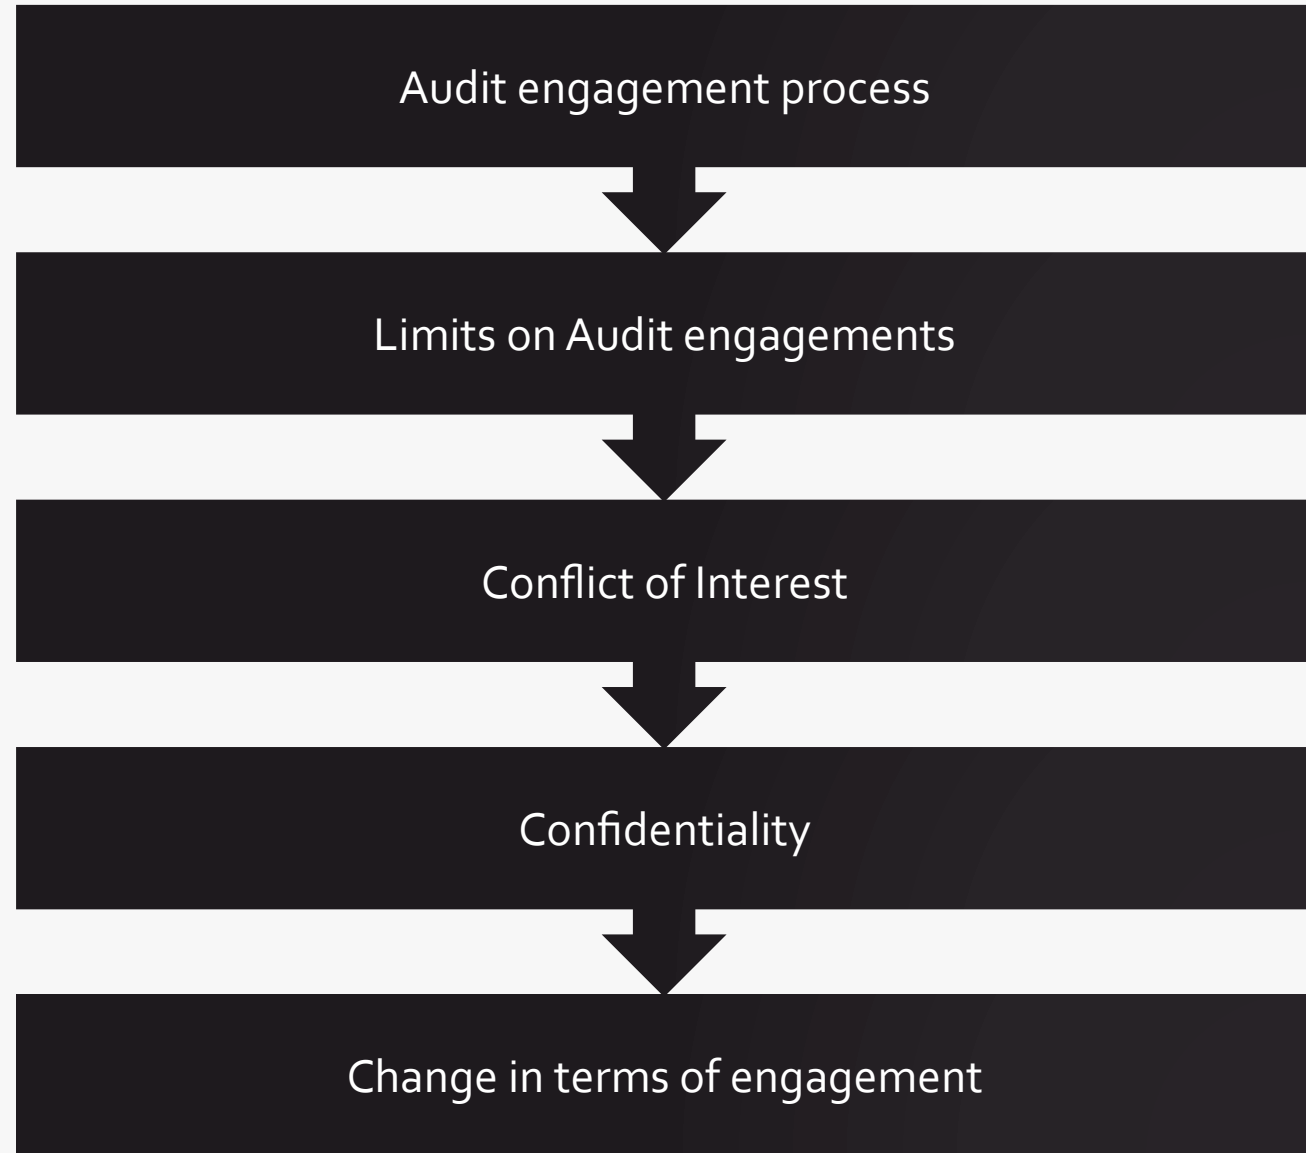 Audit engagement process
Limits on Audit engagements
Conflict of Interest
Confidentiality
Change in terms of engagement